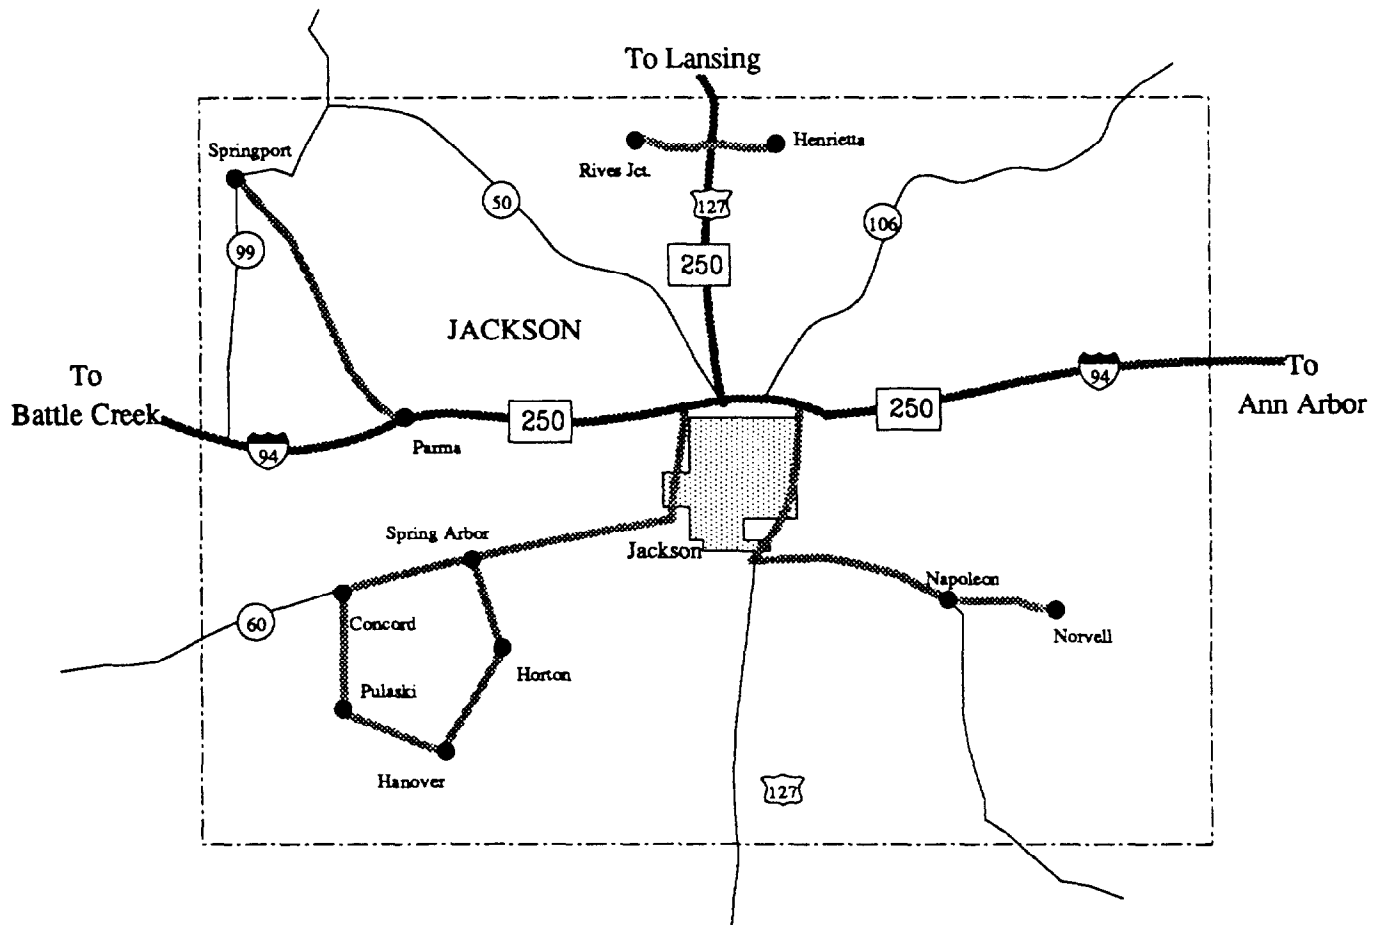 To Lansing
Springport
Rives Jct.
Henrietta
50
127
106
99
250
JACKSON
To
Battle Creek
94
250
Parma
250
94
To
Ann Arbor
Spring Arbor
Jackson
Napoleon
Norvell
60
Concord
Horton
Pulaski
Hanover
127